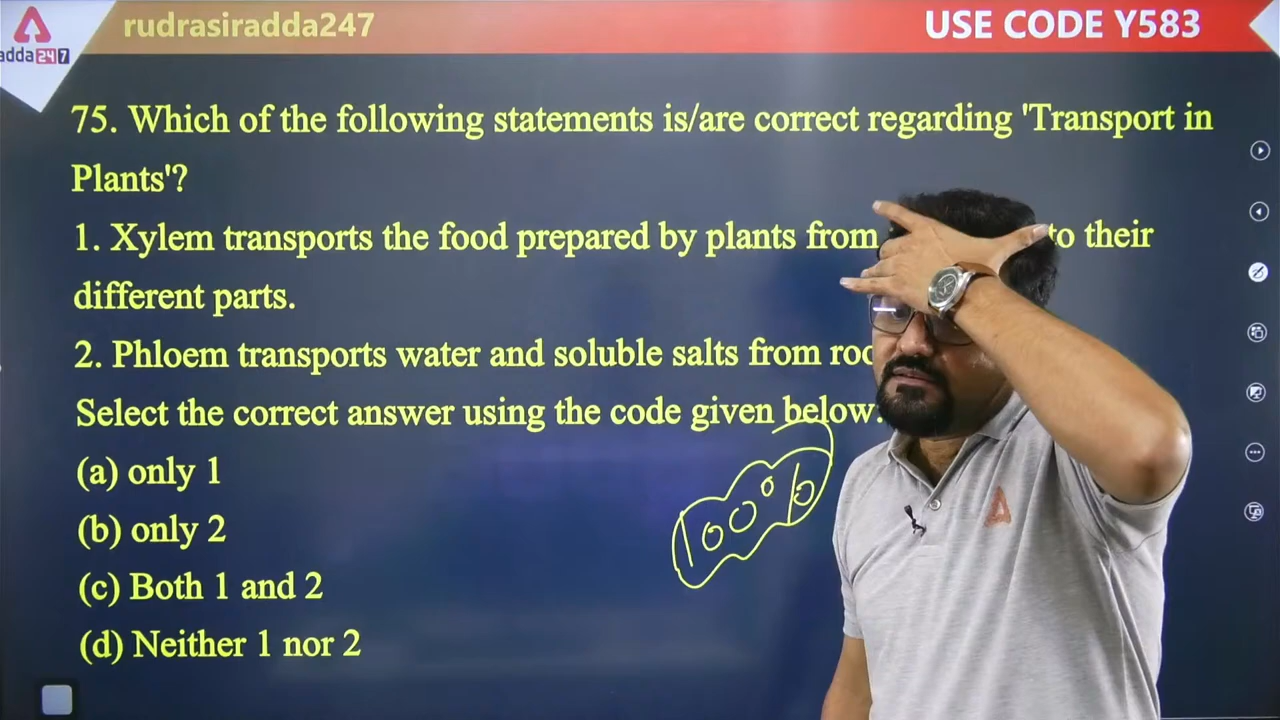 rudrasiradda247
USE CODE Y583
adda247
75. Which of the following statements is/are correct regarding 'Transport in
Plants'?
1. Xylem transports the food prepared by plants from to their
different parts.
2. Phloem transports water and soluble salts from
Select the correct answer using the code given below.
(a) only 1
(b) only 2
(c) Both 1 and 2
(d) Neither 1 nor 2